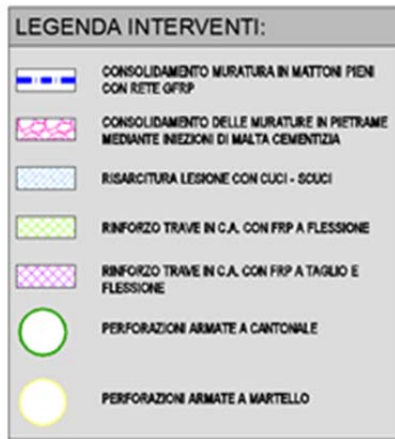 LEGENDA INTERVENTI:
CONSOLIDAMENTO MURATURA IN MATTONI PIENI
CON RETE GFRP
CONSOLIDAMENTO DELLE MURATURE IN PIETRAME
MEDIANTE INIEZIONI DI MALTA CEMENTIZIA
RISARCITURA LESIONE CON CUCI - SCUCI
RINFORZO TRAVE IN C.A. CON FRP A FLESSIONE
RINFORZO TRAVE IN C.A. CON FRP A TAGLIO E
FLESSIONE
PERFORAZIONI ARMATE A CANTONALE
PERFORAZIONI ARMATE A MARTELLO